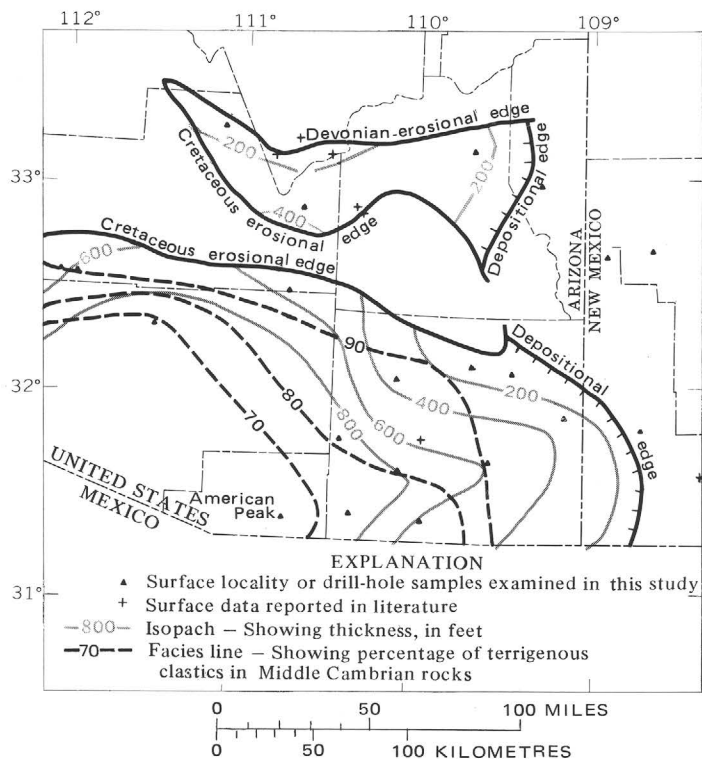 112° 111° 110° 109°
Devonian erosional edge
200
Cretaceous erosional edge
400
200
Depositional edge
33°
ARIZONA
NEW MEXICO
Cretaceous erosional edge
600
90
Depositional edge
32°
200
400
80
70
800
600
UNITED STATES
MEXICO
American
Peak
31°
EXPLANATION
Surface locality or drill-hole samples examined in this study
+ Surface data reported in literature
800 Isopach – Showing thickness, in feet
70 Facies line – Showing percentage of terrigenous
clastics in Middle Cambrian rocks
0 50 100 MILES
0 50 100 KILOMETRES